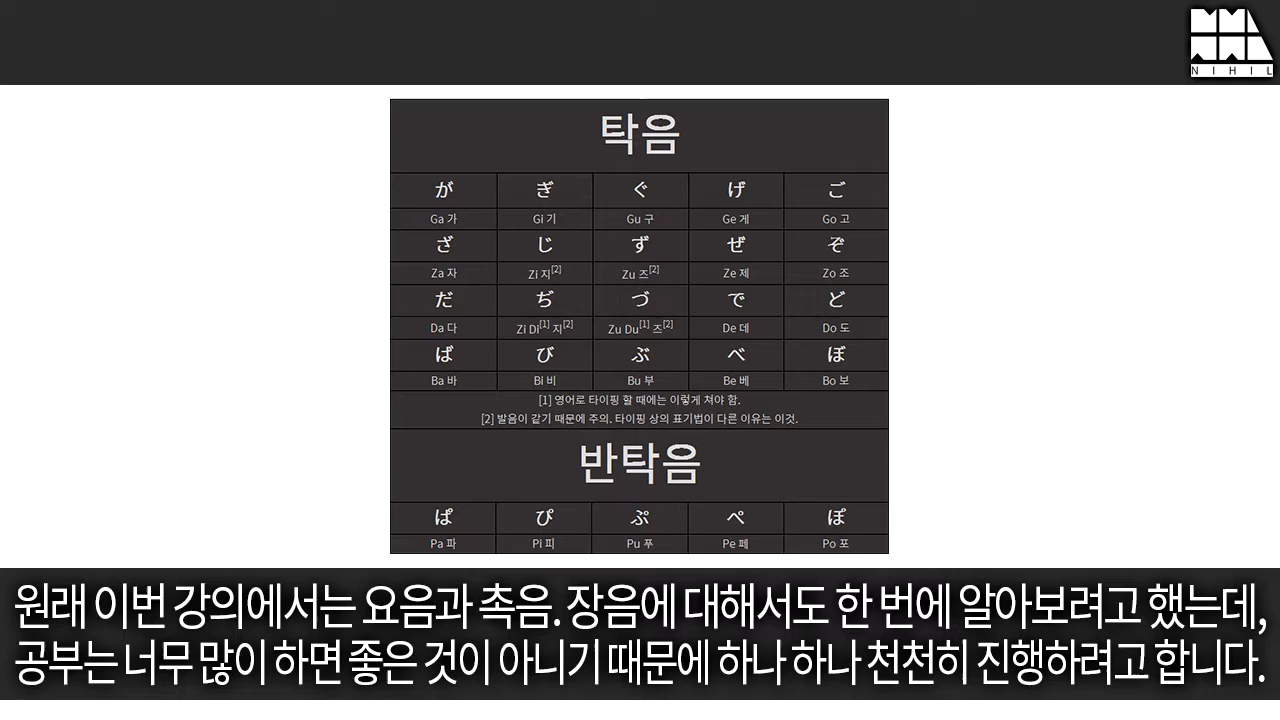 NIHIL
탁음
が ぎ ぐ げ ご
Ga 가 Gi 기 Gu 구 Ge 게 Go 고
ざ じ ず ぜ ぞ
Za 자 Zi 지[2] Zu 즈[2] Ze 제 Zo 조
だ ぢ づ で ど
Da 다 Zi Di[1] 지[2] Zu Du[1] 즈[2] De 데 Do 도
ば び ぶ べ ぼ
Ba 바 Bi 비 Bu 부 Be 베 Bo 보
[1] 영어로 타이핑 할 때에는 이렇게 쳐야 함.
[2] 발음이 같기 때문에 주의. 타이핑 상의 표기법이 다른 이유는 이것.
반탁음
ぱ ぴ ぷ ぺ ぽ
Pa 파 Pi 피 Pu 푸 Pe 페 Po 포
원래 이번 강의에서는 요음과 촉음. 장음에 대해서도 한 번에 알아보려고 했는데,
공부는 너무 많이 하면 좋은 것이 아니기 때문에 하나 하나 천천히 진행하려고 합니다.